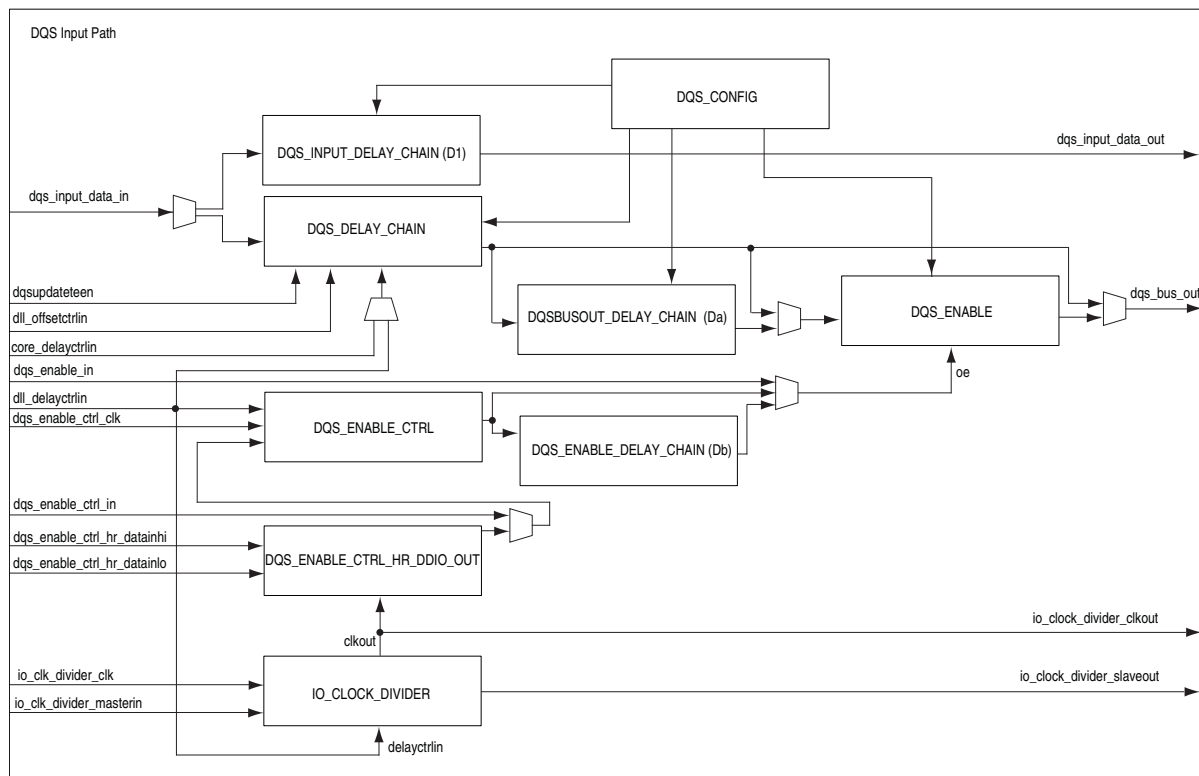 DQS Input Path
DQS_CONFIG
dqs_input_data_out
DQS_INPUT_DELAY_CHAIN (D1)
dqs_input_data_in
DQS_DELAY_CHAIN
dqsupdateteen
dll_offsetctrlin
core_delayctrlin
dqs_enable_in
dll_delayctrlin
dqs_enable_ctrl_clk
DQSBUSOUT_DELAY_CHAIN (Da)
DQS_ENABLE
dqs_bus_out
oe
DQS_ENABLE_CTRL
DQS_ENABLE_DELAY_CHAIN (Db)
dqs_enable_ctrl_in
dqs_enable_ctrl_hr_datainhi
dqs_enable_ctrl_hr_datainlo
DQS_ENABLE_CTRL_HR_DDIO_OUT
io_clock_divider_clkout
clkout
io_clk_divider_clk
io_clk_divider_masterin
IO_CLOCK_DIVIDER
io_clock_divider_slaveout
delayctrlin